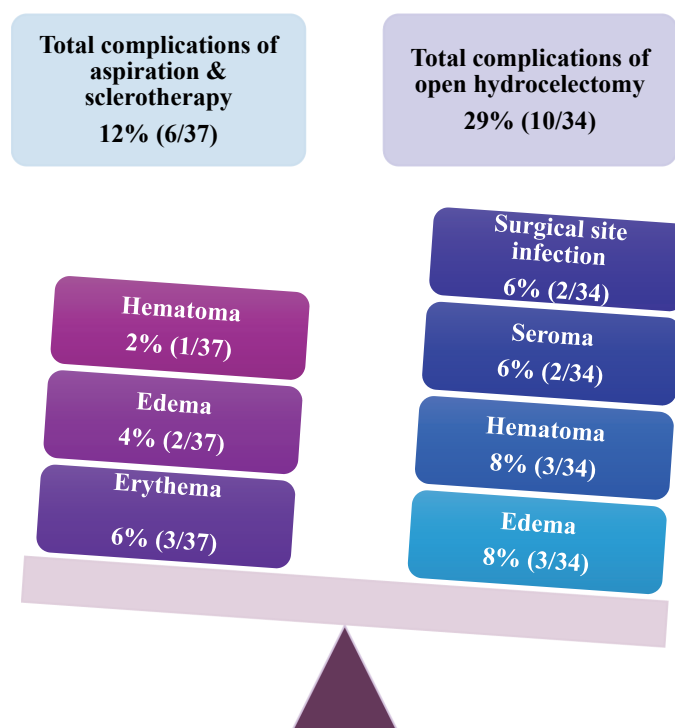 Total complications of
aspiration &
sclerotherapy
12% (6/37)
Total complications of
open hydrocelectomy
29% (10/34)
Hematoma
2% (1/37)
Edema
4% (2/37)
Erythema
6% (3/37)
Surgical site
infection
6% (2/34)
Seroma
6% (2/34)
Hematoma
8% (3/34)
Edema
8% (3/34)